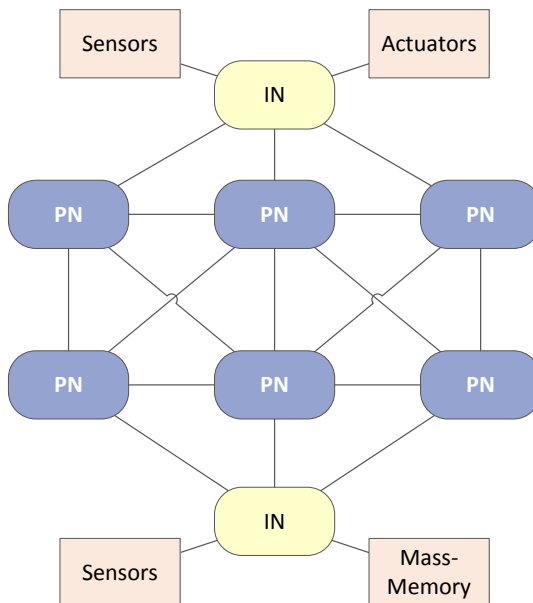 Sensors
Actuators
IN
PN
PN
PN
PN
PN
PN
IN
Sensors
Mass-
Memory